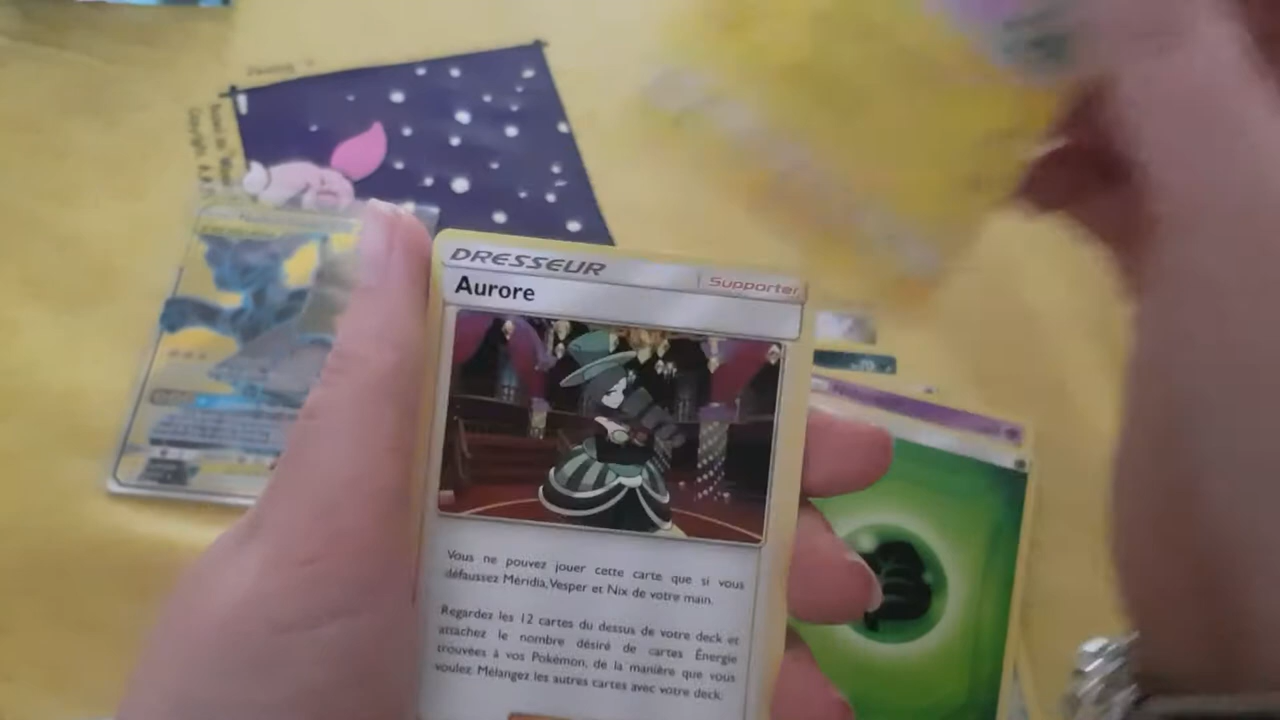 DRESSEUR
Supporter
Aurore
Vous ne pouvez jouer cette carte que si vous
défaussez Méridia, Vesper et Nix de votre main.
Regardez les 12 cartes du dessus de votre deck et
attachez le nombre désiré de cartes Énergie
trouvées à vos Pokémon, de la manière que vous
voulez. Mélangez les autres cartes avec votre deck.